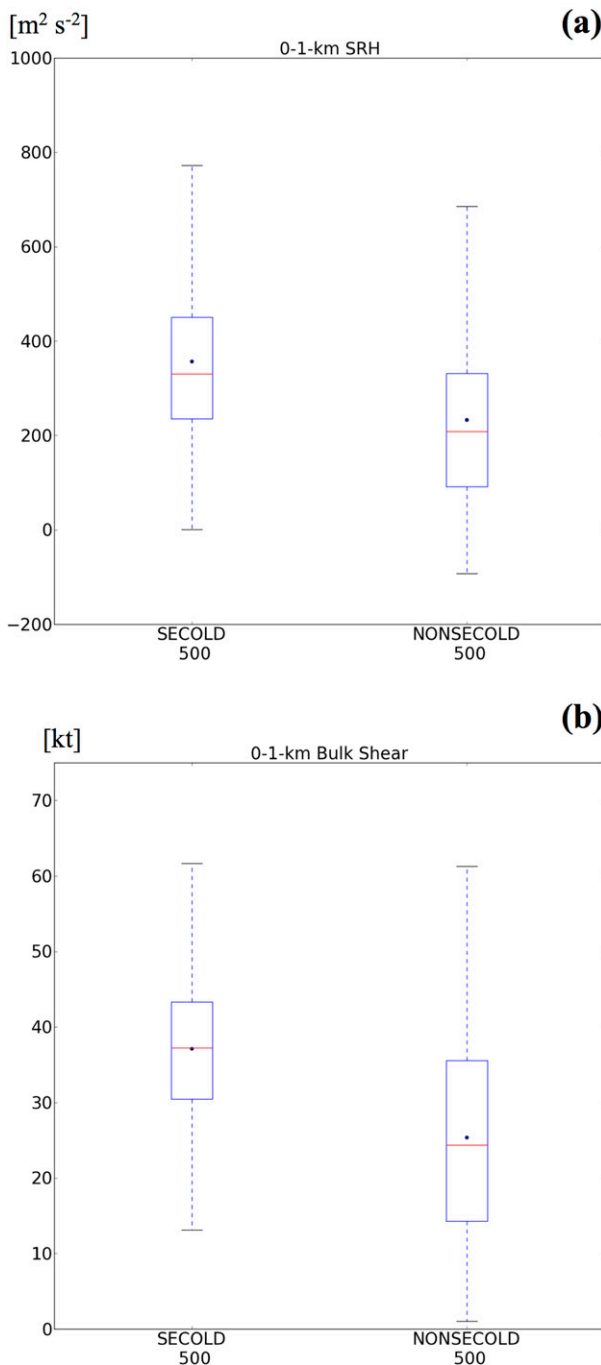 [m² s⁻²]
(a)
0-1-km SRH
1000
800
600
400
200
0
−200
SECOLD NONSECOLD
500 500
(b)
[kt]
0-1-km Bulk Shear
70
60
50
40
30
20
10
0
SECOLD NONSECOLD
500 500